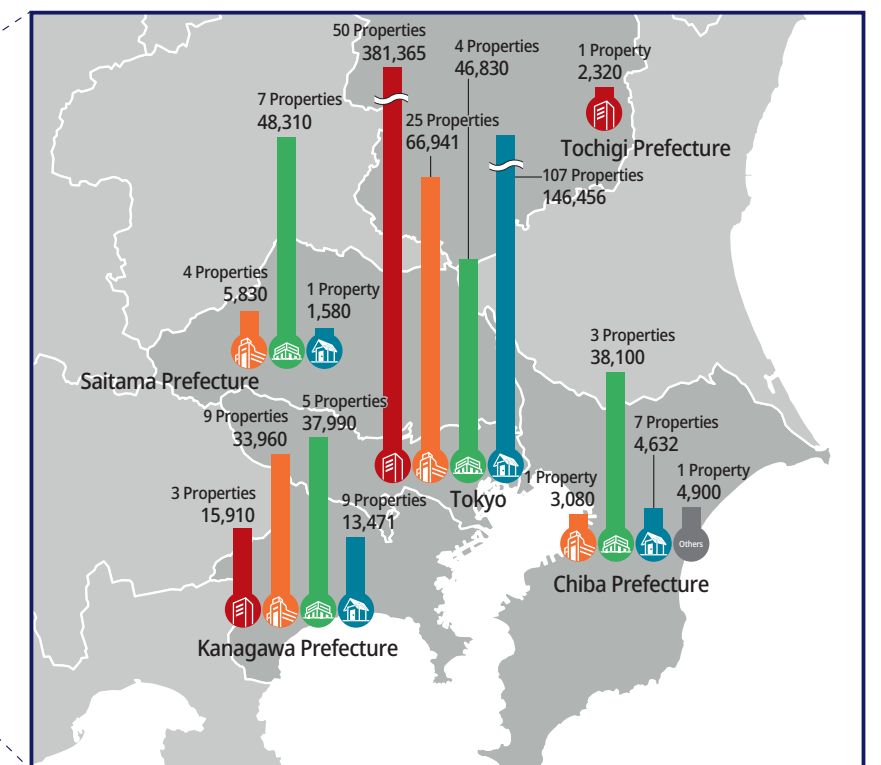 50 Properties
381,365
4 Properties
46,830
1 Property
2,320
Tochigi Prefecture
7 Properties
48,310
25 Properties
66,941
107 Properties
146,456
4 Properties
5,830
1 Property
1,580
Saitama Prefecture
3 Properties
38,100
7 Properties
4,632
1 Property
4,900
1 Property
3,080
Others
Chiba Prefecture
Tokyo
9 Properties
33,960
5 Properties
37,990
3 Properties
15,910
9 Properties
13,471
Kanagawa Prefecture